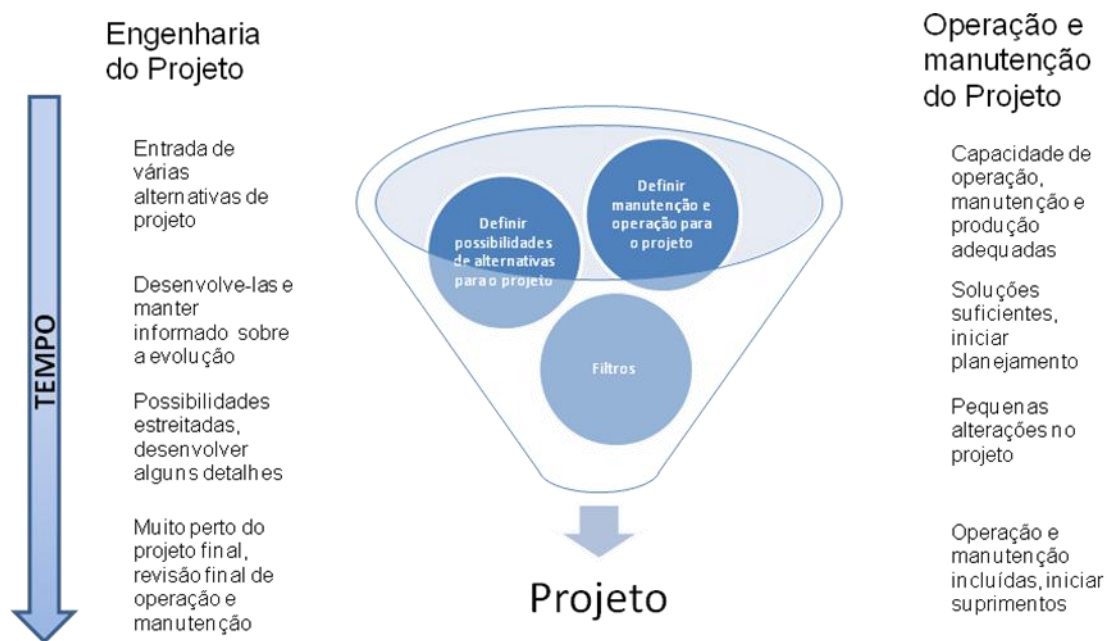 Engenharia
do Projeto
Operação e
manutenção
do Projeto
TEMPO
Entrada de
várias
alternativas de
projeto
Desenvolve-las e
manter
informado sobre
a evolução
Possibilidades
estreitadas,
desenvolver
alguns detalhes
Muito perto do
projeto final,
revisão final de
operação e
manutenção
Definir
possibilidades
de alternativas
para o projeto
Definir
manutenção e
operação para
o projeto
Filtros
Projeto
Capacidade de
operação,
manutenção e
produção
adequadas
Soluções
suficientes,
iniciar
planejamento
Pequenas
alterações no
projeto
Operação e
manutenção
incluídas, iniciar
suprimentos